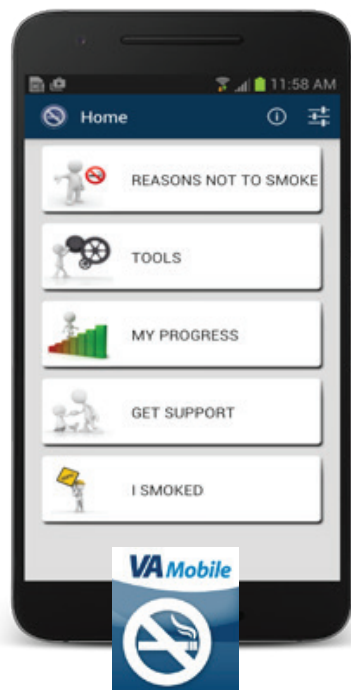 11:58 AM
Home
REASONS NOT TO SMOKE
TOOLS
MY PROGRESS
GET SUPPORT
I SMOKED
VA Mobile